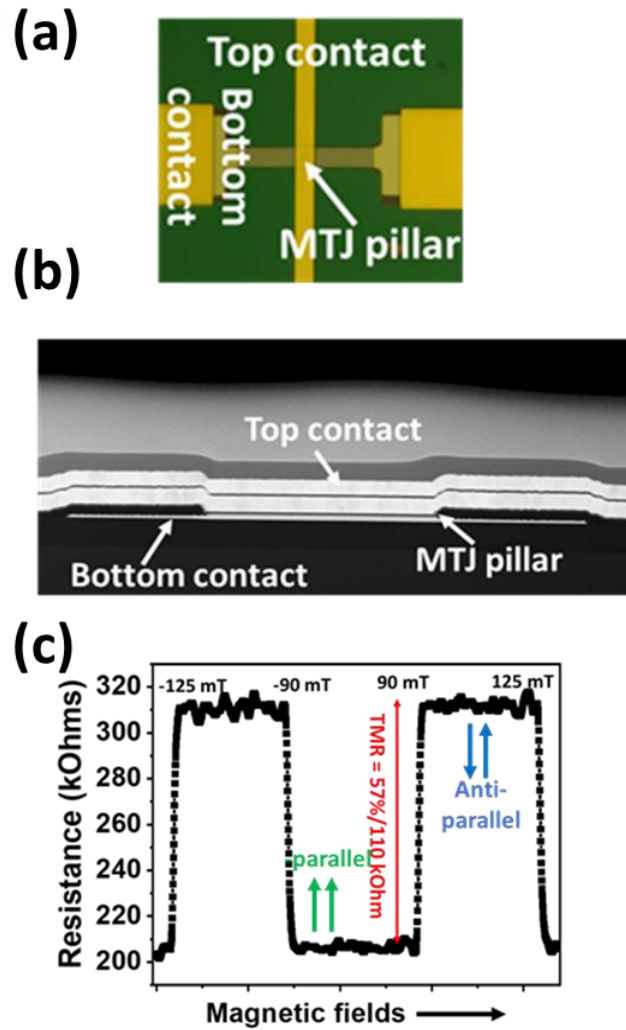 (a)
Top contact
Bottom
contact
MTJ pillar
(b)
Top contact
MTJ pillar
Bottom contact
(c)
Resistance (kOhms)
320
300
280
260
240
220
200
-125 mT
-90 mT
90 mT
125 mT
TMR = 57%/110 kOhm
parallel
Anti-
parallel
Magnetic fields